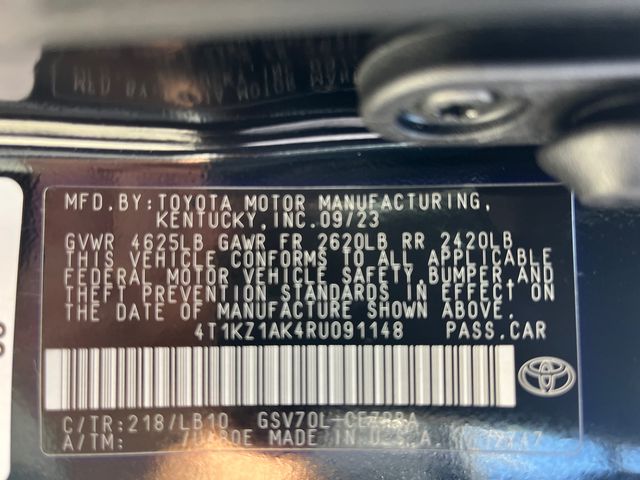 MFD.BY:TOYOTA MOTOR MANUFACTURING,
KENTUCKY,INC.09/23
GVWR 4625LB GAWR FR 2620LB RR 2420LB
THIS VEHICLE CONFORMS TO ALL APPLICABLE
FEDERAL MOTOR VEHICLE SAFETY,BUMPER AND
THEFT PREVENTION STANDARDS IN EFFECT ON
THE DATE OF MANUFACTURE SHOWN ABOVE.
4T1KZ1AK4RU091148 PASS.CAR
C/TR:218/LB10
A/TM: MADE IN U.S.A.